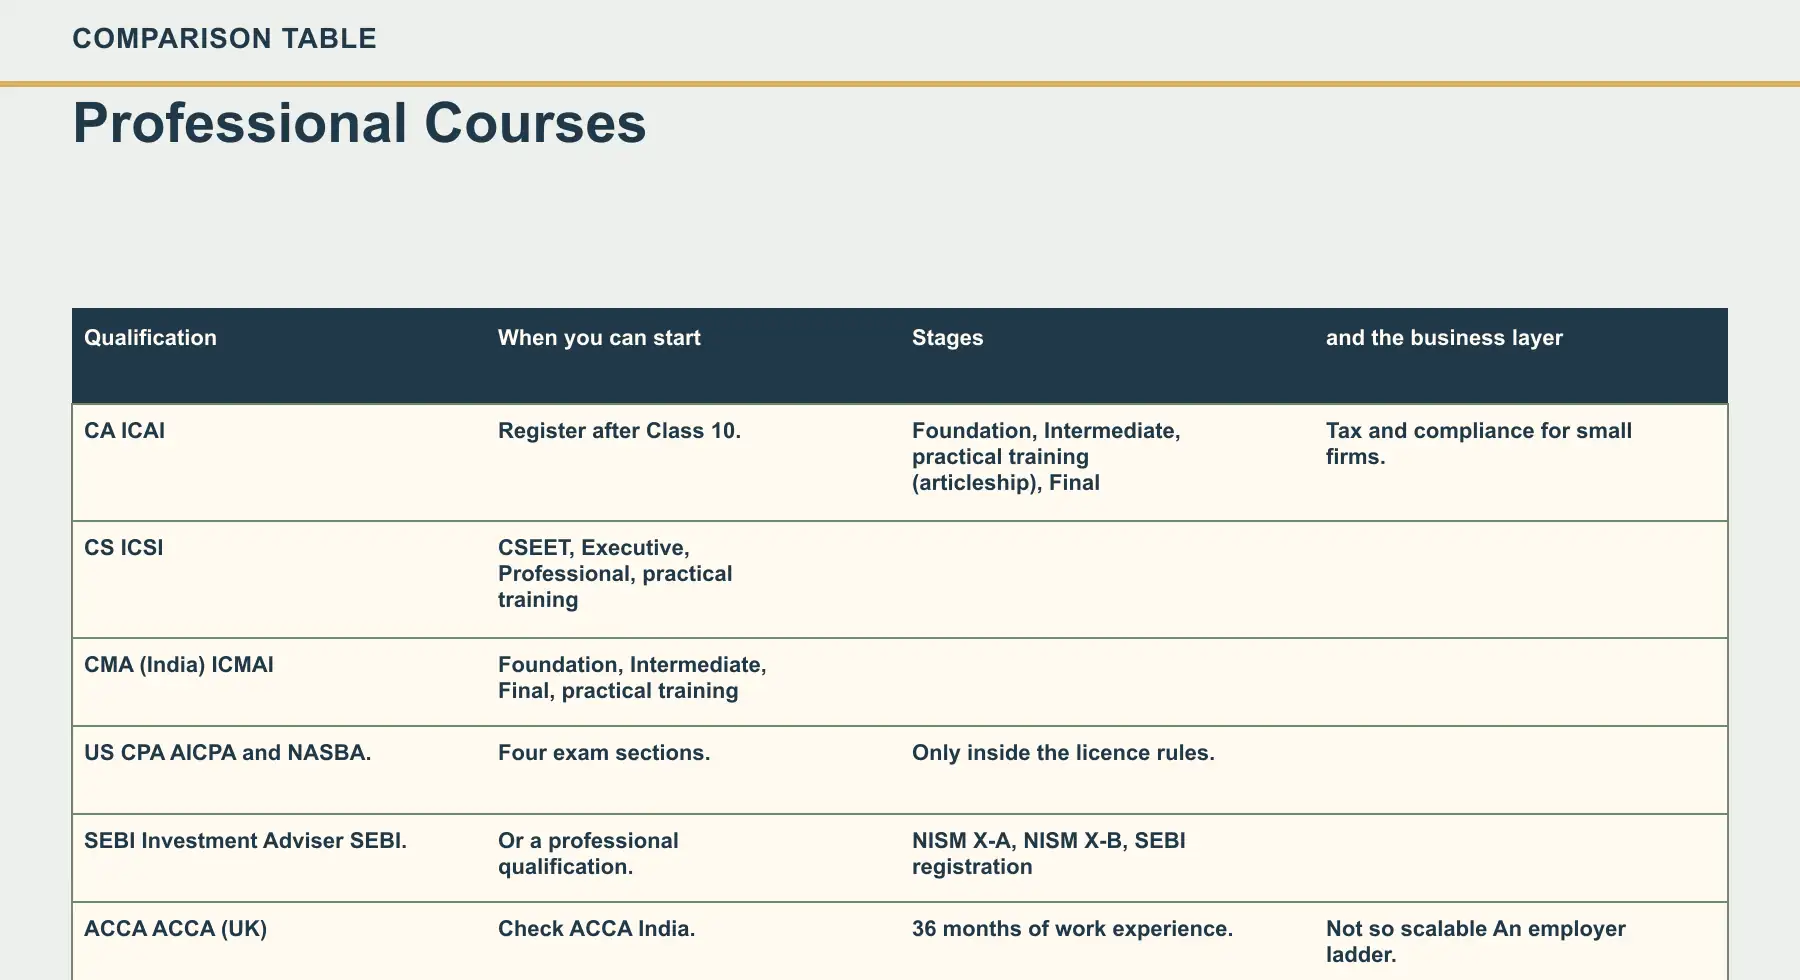 COMPARISON TABLE
Professional Courses
Qualification
When you can start
Stages
and the business layer
CA ICAI
Register after Class 10.
Foundation, Intermediate,
practical training
(articleship), Final
Tax and compliance for small
firms.
CS ICSI
CSEET, Executive,
Professional, practical
training
CMA (India) ICMAI
Foundation, Intermediate,
Final, practical training
US CPA AICPA and NASBA.
Four exam sections.
Only inside the licence rules.
SEBI Investment Adviser SEBI.
Or a professional
qualification.
NISM X-A, NISM X-B, SEBI
registration
ACCA ACCA (UK)
Check ACCA India.
36 months of work experience.
Not so scalable An employer
ladder.